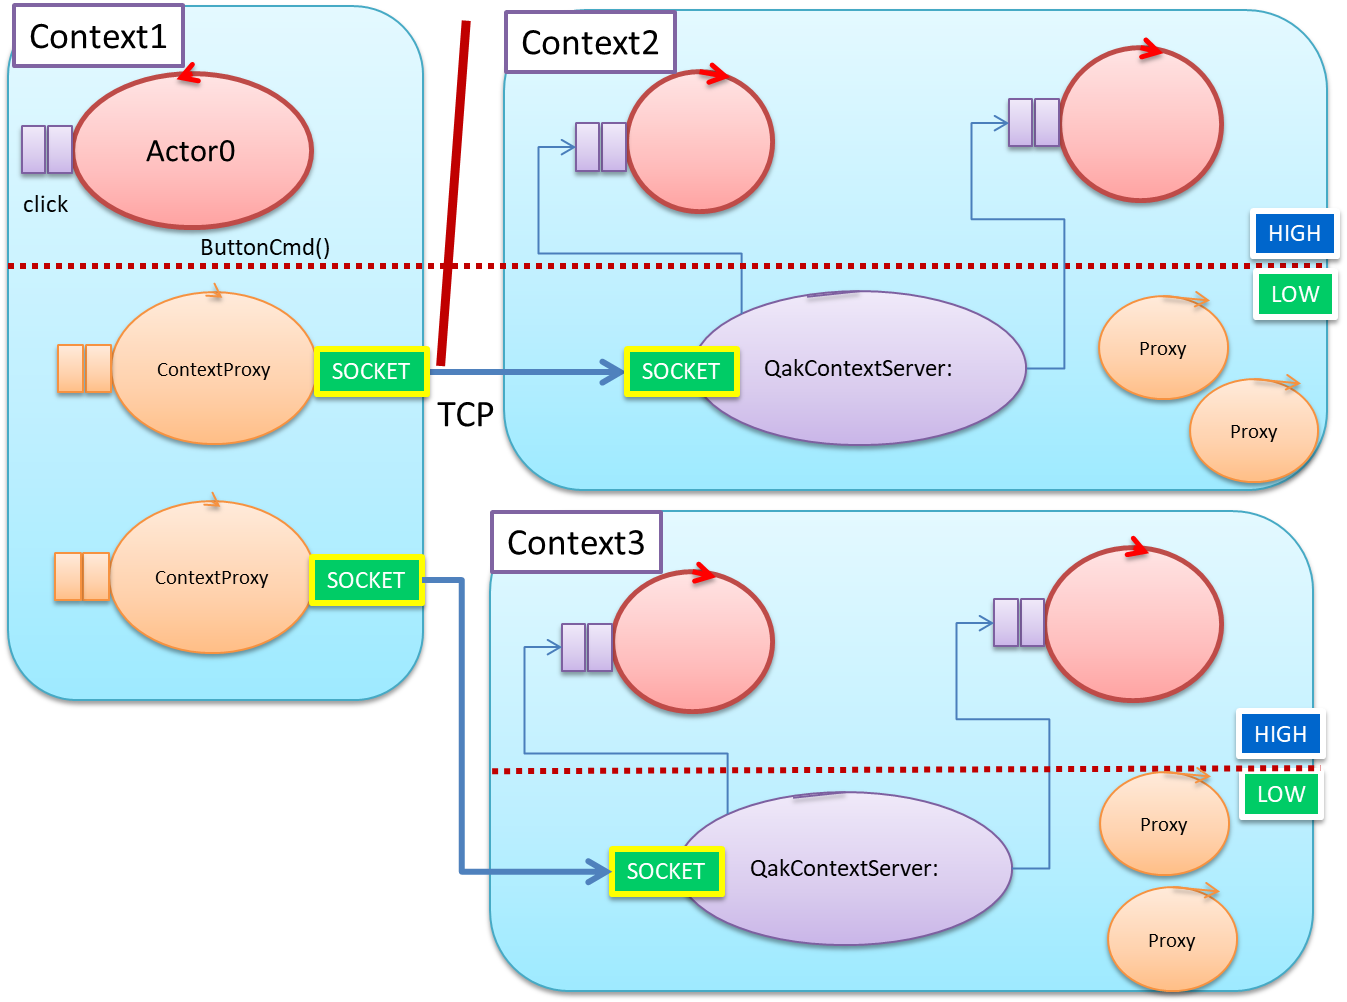 Context1
Actor0
click
ButtonCmd()
ContextProxy
SOCKET
TCP
ContextProxy
SOCKET
Context2
HIGH
LOW
SOCKET
QakContextServer:
Proxy
Proxy
Context3
HIGH
LOW
SOCKET
QakContextServer:
Proxy
Proxy